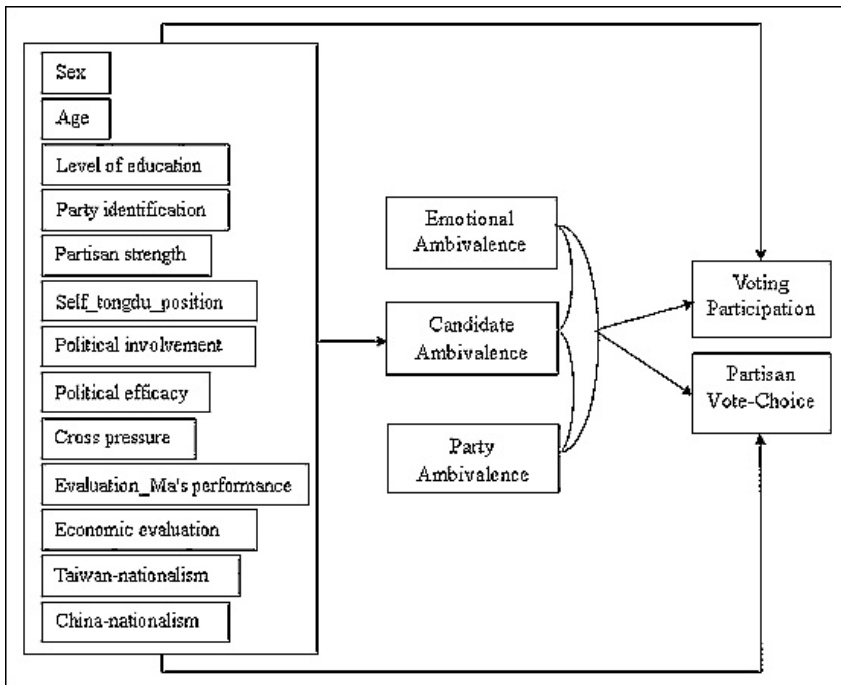 Sex
Age
Level of education
Party identification
Partisan strength
Self_tongdu_position
Political involvement
Political efficacy
Cross pressure
Evaluation_Ma's performance
Economic evaluation
Taiwan-nationalism
China-nationalism
Emotional
Ambivalence
Candidate
Ambivalence
Party
Ambivalence
Voting
Participation
Partisan
Vote-Choice